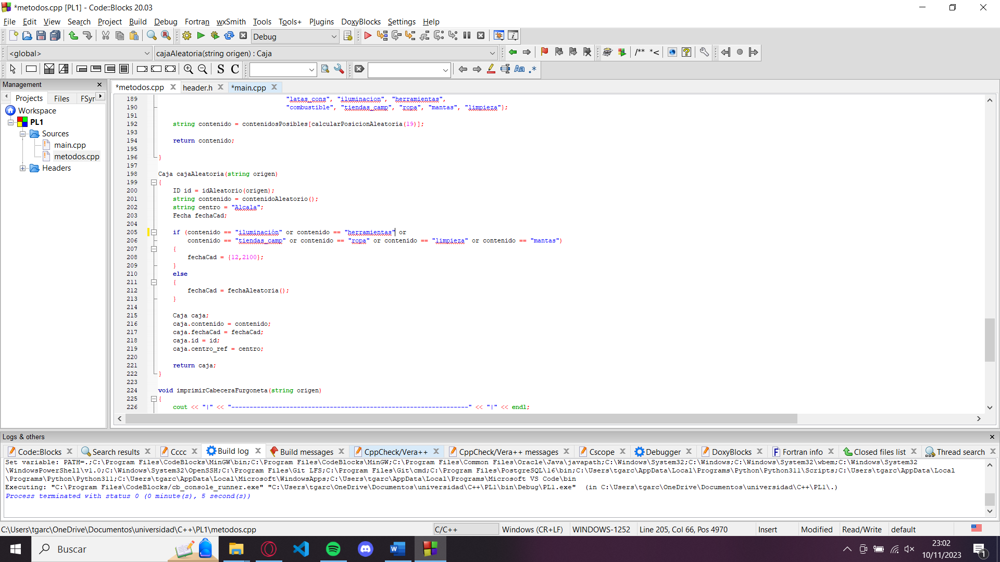 *metodos.cpp [PL1] - Code::Blocks 20.03
File Edit View Search Project Build Debug Fortran wxSmith Tools Tools+ Plugins DoxyBlocks Settings Help
Debug
<global> cajaAleatoria(string origen) : Caja /** *<
S C Aa .*
Management
Projects Files FSyr
Workspace
PL1
Sources
main.cpp
metodos.cpp
Headers
*metodos.cpp header.h *main.cpp
189 "latas_cons", "iluminacion", "herramientas",
190 "combustible", "tiendas_camp", "ropa", "mantas", "limpieza"};
191
192 string contenido = contenidosPosibles[calcularPosicionAleatoria(19)];
193
194 return contenido;
195
196 }
197
198 Caja cajaAleatoria(string origen)
199 {
200 ID id = idAleatorio(origen);
201 string contenido = contenidoAleatorio();
202 string centro = "Alcala";
203 Fecha fechaCad;
204
205 if (contenido == "iluminación" or contenido == "herramientas" or
206 contenido == "tiendas_camp" or contenido == "ropa" or contenido == "limpieza" or contenido == "mantas")
207 {
208 fechaCad = {12,2100};
209 }
210 else
211 {
212 fechaCad = fechaAleatoria();
213 }
214
215 Caja caja;
216 caja.contenido = contenido;
217 caja.fechaCad = fechaCad;
218 caja.id = id;
219 caja.centro_ref = centro;
220
221 return caja;
222 }
223
224 void imprimirCabeceraFurgoneta(string origen)
225 {
226 cout << "|" << "-----------------------------------------------------------------" << "|" << endl;
Logs & others
Code::Blocks Search results Cccc Build log Build messages CppCheck/Vera++ CppCheck/Vera++ messages Cscope Debugger DoxyBlocks Fortran info Closed files list Thread search
Set variable: PATH=.;C:\Program Files\CodeBlocks\MinGW\bin;C:\Program Files\CodeBlocks\MinGW;C:\Program Files\Common Files\Oracle\Java\javapath;C:\Windows\System32;C:\Windows;C:\Windows\System32\wbem;C:\Windows\System32
\WindowsPowerShell\v1.0;C:\Windows\System32\OpenSSH;C:\Program Files\Git LFS;C:\Program Files\Git\cmd;C:\Program Files\PostgreSQL\16\bin;C:\Users\tgarc\AppData\Local\Programs\Python\Python311\Scripts;C:\Users\tgarc\AppData\Local
\Programs\Python\Python311;C:\Users\tgarc\AppData\Local\Microsoft\WindowsApps;C:\Users\tgarc\AppData\Local\Programs\Microsoft VS Code\bin
Executing: "C:\Program Files\CodeBlocks/cb_console_runner.exe" "C:\Users\tgarc\OneDrive\Documentos\universidad\C++\PL1\bin\Debug\PL1.exe" (in C:\Users\tgarc\OneDrive\Documentos\universidad\C++\PL1\.)
Process terminated with status 0 (0 minute(s), 5 second(s))
C:\Users\tgarc\OneDrive\Documentos\universidad\C++\PL1\metodos.cpp C/C++ Windows (CR+LF) WINDOWS-1252 Line 205, Col 66, Pos 4970 Insert Modified Read/Write default
Buscar
23:02
10/11/2023
1